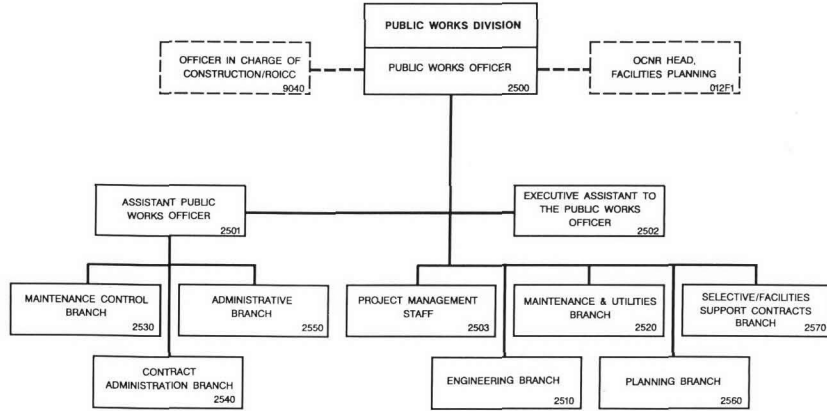 PUBLIC WORKS DIVISION
OFFICER IN CHARGE OF
CONSTRUCTION/ROICC
9040
PUBLIC WORKS OFFICER
2500
OCNR HEAD,
FACILITIES PLANNING
012F1
ASSISTANT PUBLIC
WORKS OFFICER
2501
EXECUTIVE ASSISTANT TO
THE PUBLIC WORKS
OFFICER
2502
MAINTENANCE CONTROL
BRANCH
2530
ADMINISTRATIVE
BRANCH
2550
PROJECT MANAGEMENT
STAFF
2503
MAINTENANCE & UTILITIES
BRANCH
2520
SELECTIVE/FACILITIES
SUPPORT CONTRACTS
BRANCH
2570
CONTRACT
ADMINISTRATION BRANCH
2540
ENGINEERING BRANCH
2510
PLANNING BRANCH
2560